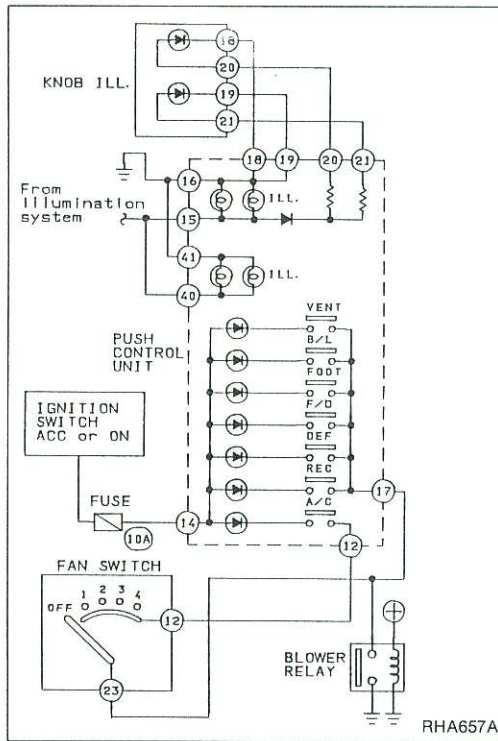 KNOB ILL.
18
20
19
21
18 19 20 21
16
ILL.
From
illumination
system
15
41
ILL.
40
PUSH
CONTROL
UNIT
VENT
B/L
FOOT
F/D
DEF
REC
A/C
IGNITION
SWITCH
ACC or ON
FUSE
10A
14
17
12
FAN SWITCH
OFF 1 2 3 4
12
23
BLOWER
RELAY
RHA657A